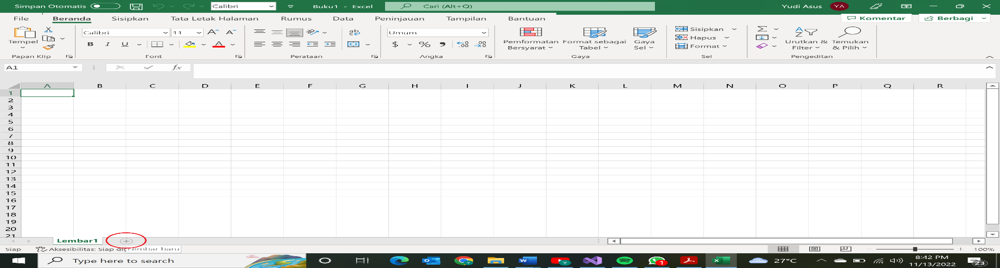 Simpan Otomatis Calibri Buku1 - Excel Cari (Alt+Q) Yudi Asus YA
File Beranda Sisipkan Tata Letak Halaman Rumus Data Peninjauan Tampilan Bantuan Komentar Berbagi
Tempel
Papan Klip
Calibri 11 A A
B I U A
Font
ab
Perataan
Umum
$ % 9 .00
Angka
Pemformatan Bersyarat
Format sebagai Tabel
Gaya Sel
Gaya
Sisipkan
Hapus
Format
Sel
Urutkan & Filter
Temukan & Pilih
Pengeditan
A1 fx
A B C D E F G H I J K L M N O P Q R
1
2
3
4
5
6
7
8
9
10
11
12
13
14
15
16
17
18
19
20
21
Lembar1
Siap Aksesibilitas: Siap Lembar baru 100%
Type here to search 27°C 8:42 PM
11/13/2022 23